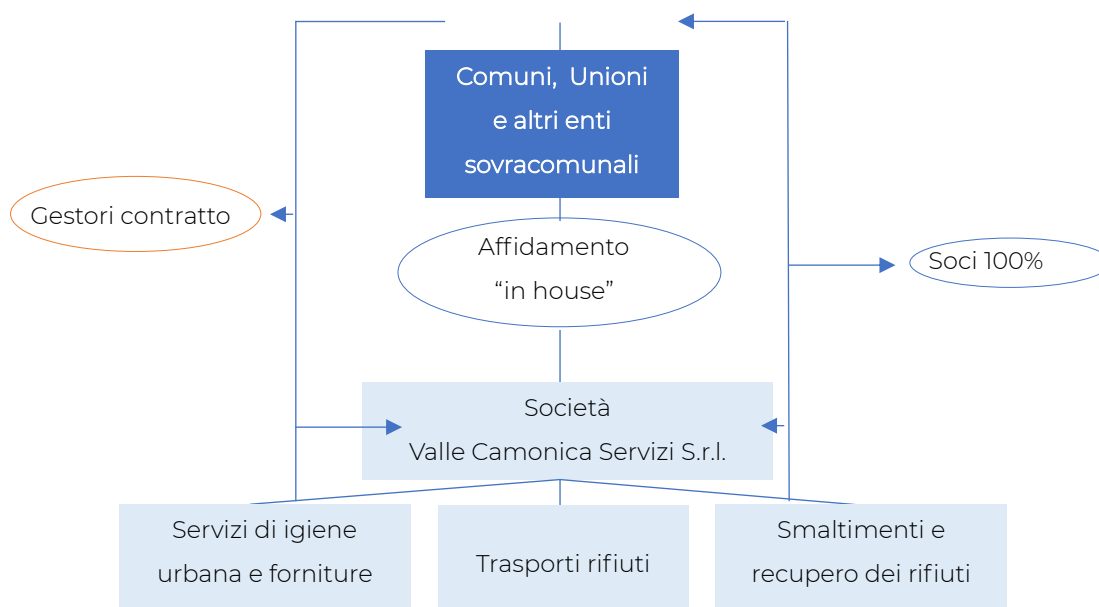 Comuni, Unioni
e altri enti
sovracomunali
Gestori contratto
Affidamento
“in house”
Soci 100%
Società
Valle Camonica Servizi S.r.l.
Servizi di igiene
urbana e forniture
Trasporti rifiuti
Smaltimenti e
recupero dei rifiuti